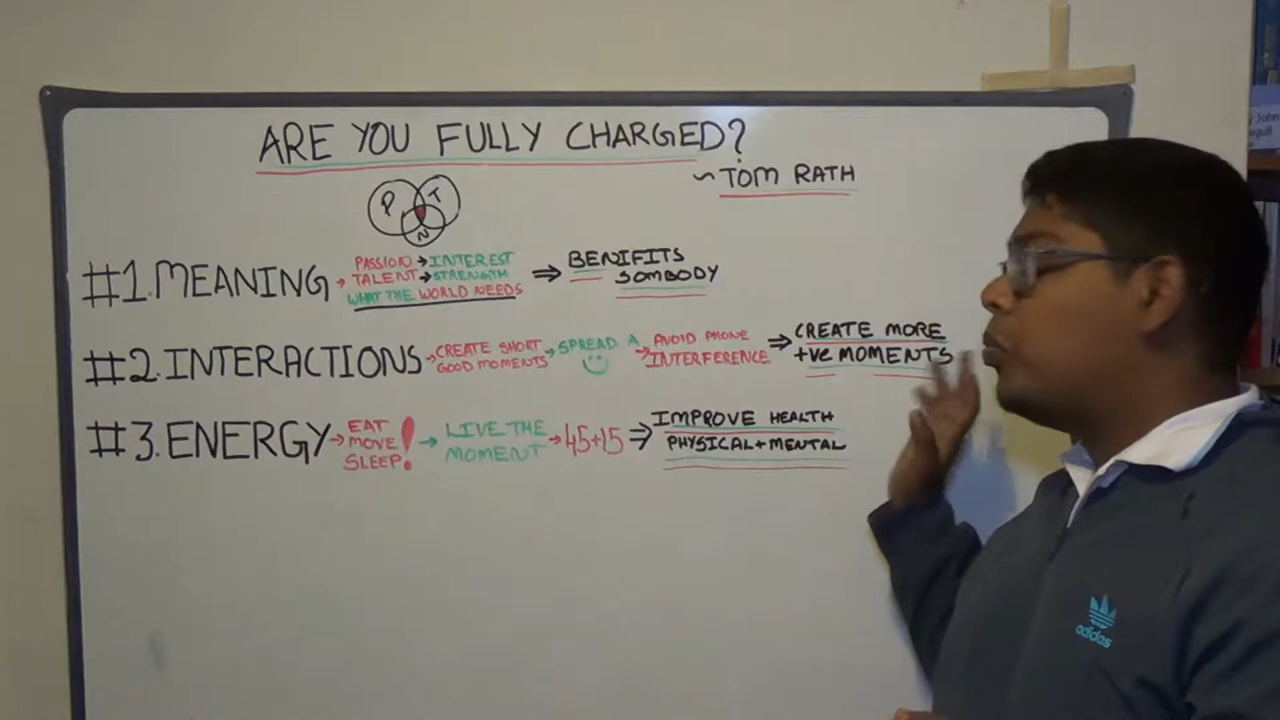 ARE YOU FULLY CHARGED?
~TOM RATH
P T
N
#1.MEANING → PASSION → INTEREST
TALENT → STRENGTH
WHAT THE WORLD NEEDS
⇒ BENIFITS
SOMBODY
#2.INTERACTIONS → CREATE SHORT
GOOD MOMENTS
→ SPREAD A
→ AVOID PHONE
INTERFERENCE
⇒ CREATE MORE
+ve MOMENTS
#3.ENERGY → EAT
MOVE
SLEEP!
→ LIVE THE
MOMENT
→ 45+15
⇒ IMPROVE HEALTH
PHYSICAL+MENTAL
adidas
John